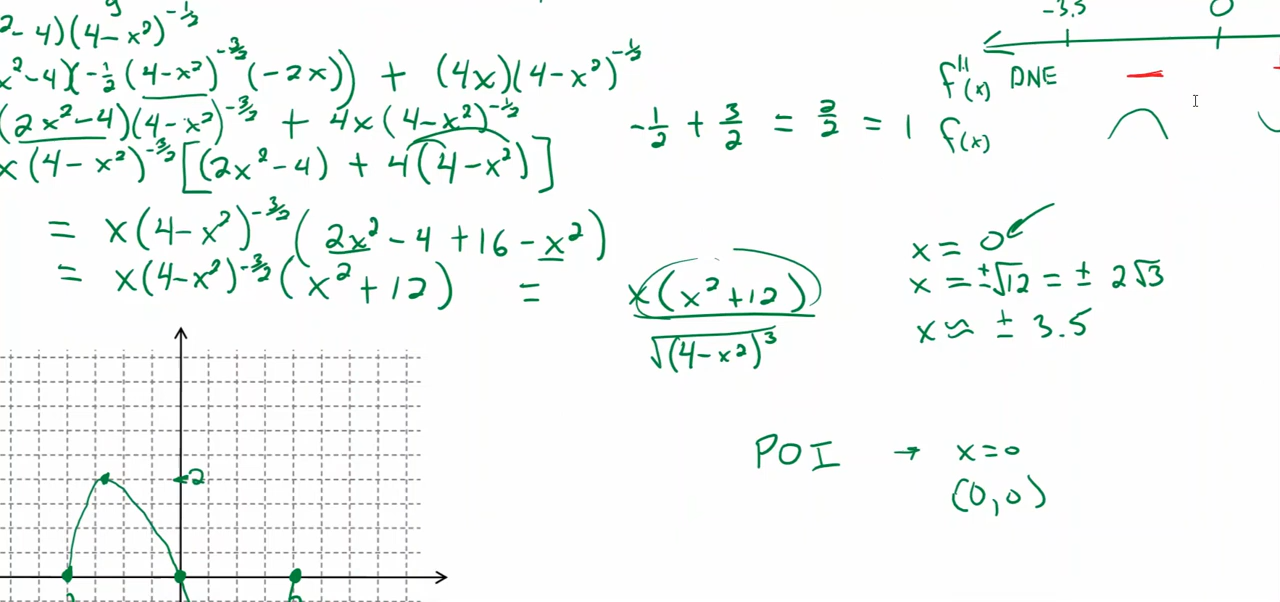 2-4)(4-x²)^-1/2
x²-4)(-1/2(4-x²)^-3/2(-2x)) + (4x)(4-x²)^-1/2
(2x²-4)(4-x²)^-3/2 + 4x(4-x²)^-1/2
x(4-x²)^-3/2[(2x²-4) + 4(4-x²)]
= x(4-x²)^-3/2(2x²-4+16-x²)
= x(4-x²)^-3/2(x²+12) = x(x²+12)/√(4-x²)³
-1/2 + 3/2 = 2/2 = 1
-3.5 0
f''(x) DNE −
f(x)
x = 0
x = ±√12 = ± 2√3
x ≈ ± 3.5
POI → x=0
(0,0)
2